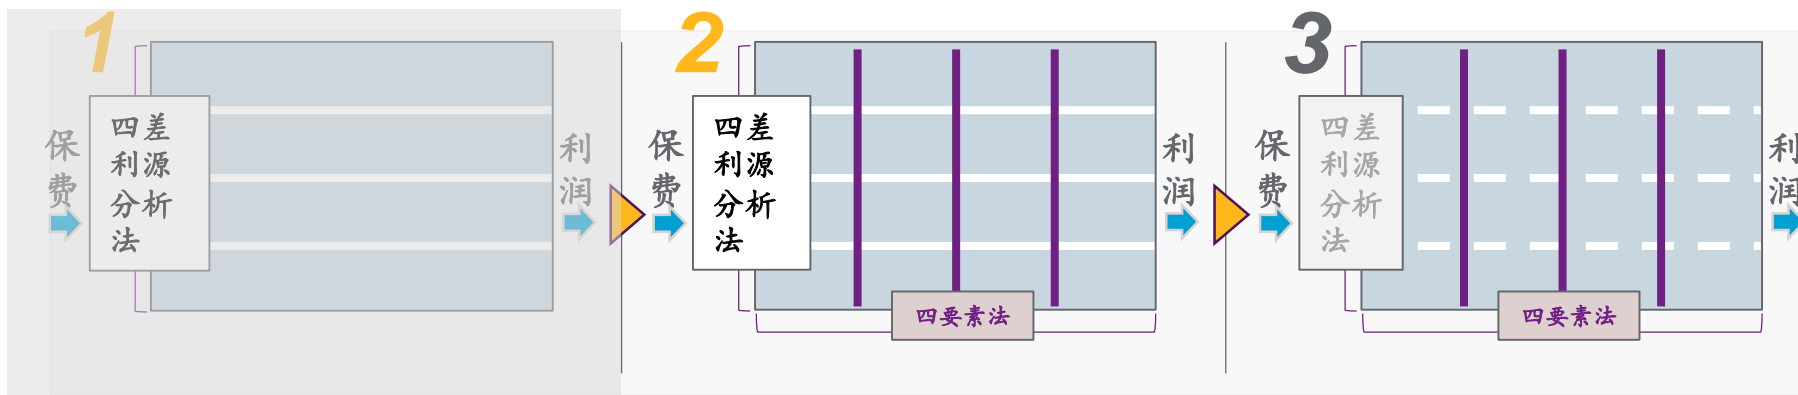 1
保
费
四差
利源
分析
法
利
润
2
保
费
四差
利源
分析
法
四要素法
利
润
3
保
费
四差
利源
分析
法
四要素法
利
润